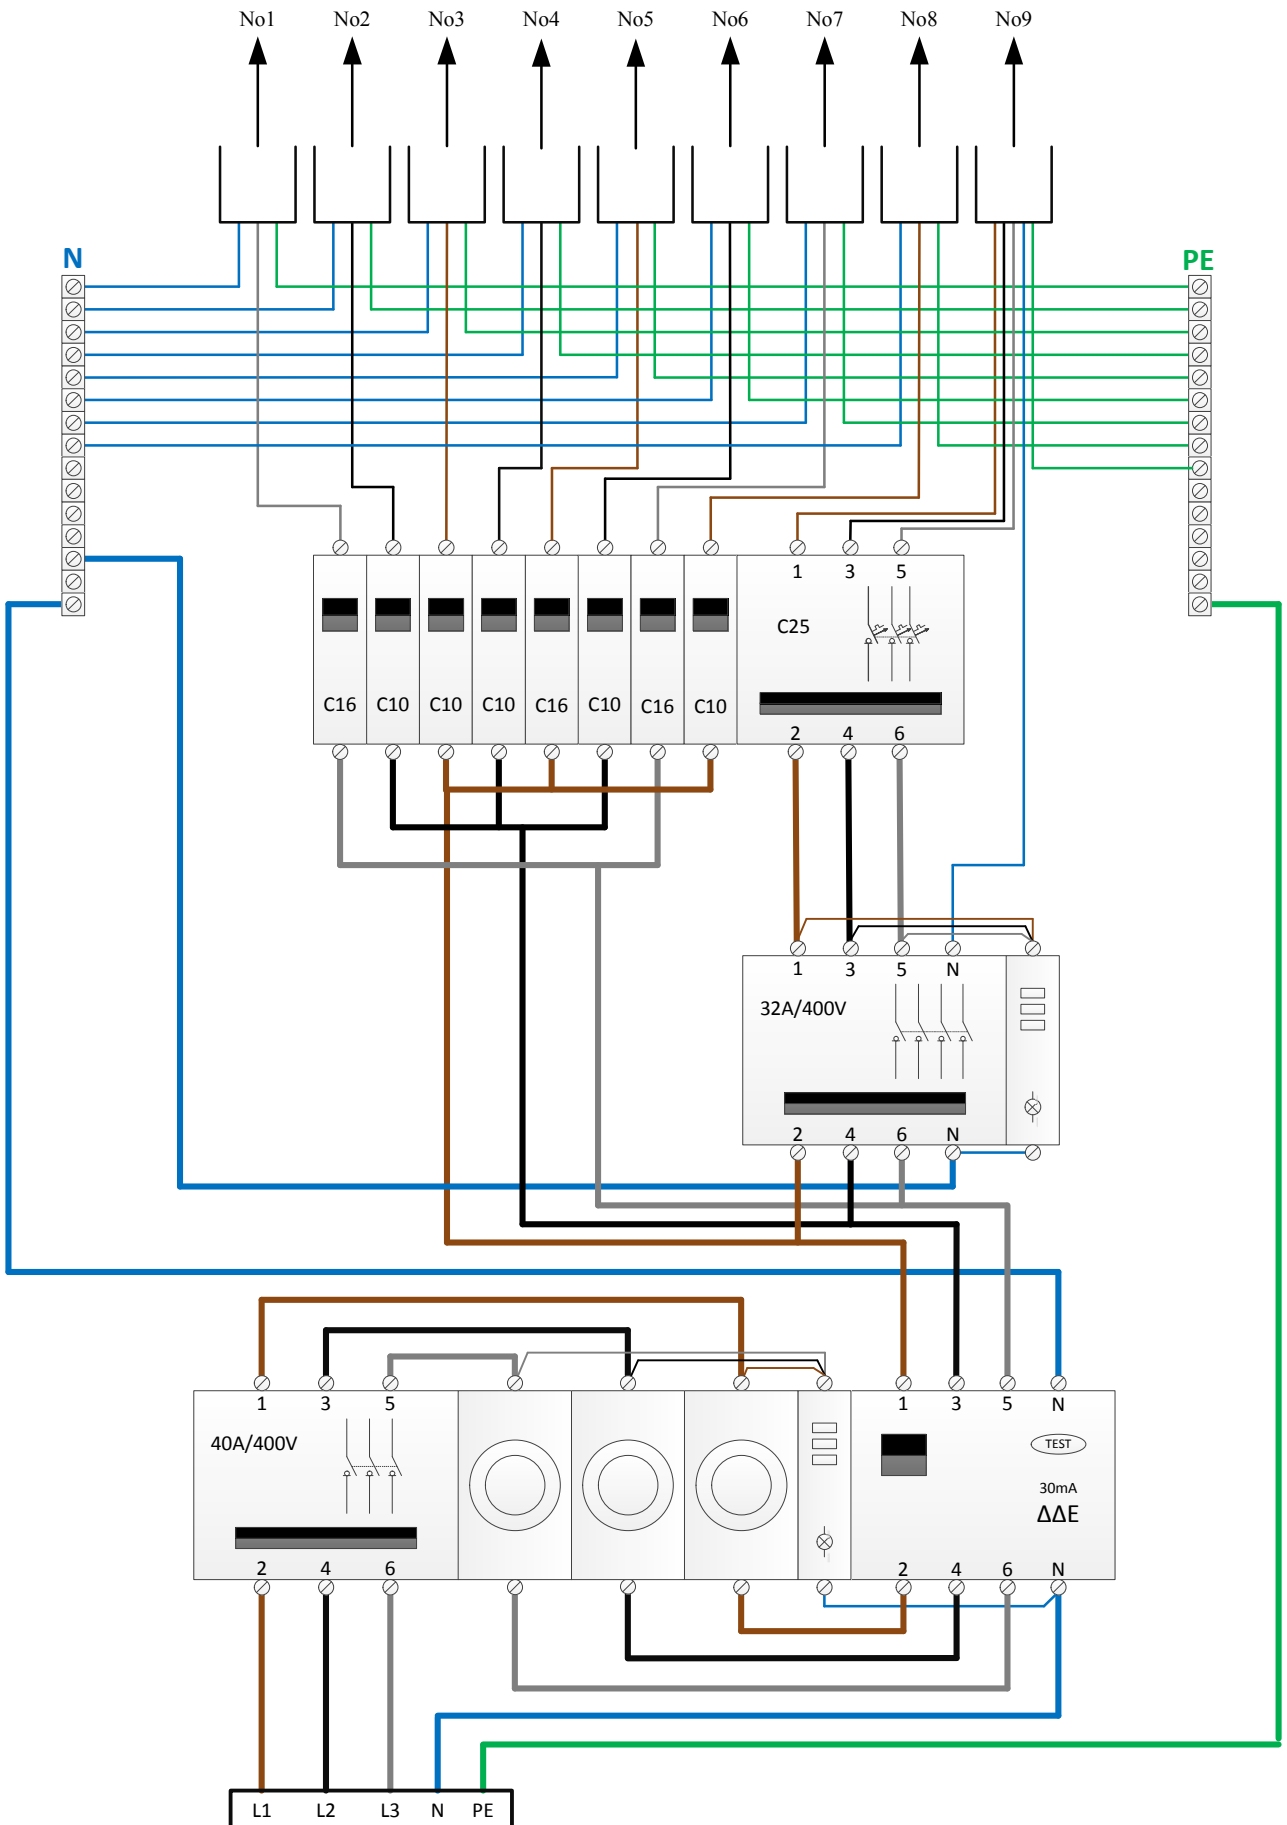 No1 No2 No3 No4 No5 No6 No7 No8 No9
N PE
1 3 5
C25
C16 C10 C10 C10 C16 C10 C16 C10
2 4 6
1 3 5 N
32A/400V
2 4 6 N
1 3 5 1 3 5 N
40A/400V TEST
30mA
ΔΔΕ
2 4 6 2 4 6 N
L1 L2 L3 N PE